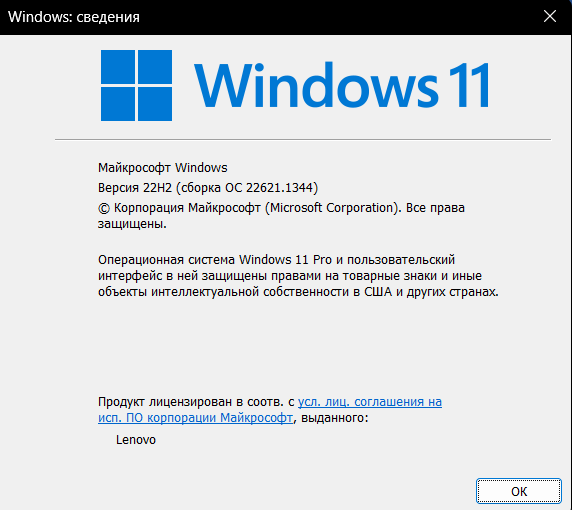 Windows: сведения
Windows 11
Майкрософт Windows
Версия 22H2 (сборка ОС 22621.1344)
© Корпорация Майкрософт (Microsoft Corporation). Все права
защищены.
Операционная система Windows 11 Pro и пользовательский
интерфейс в ней защищены правами на товарные знаки и иные
объекты интеллектуальной собственности в США и других странах.
Продукт лицензирован в соотв. с усл. лиц. соглашения на
исп. ПО корпорации Майкрософт, выданного:
Lenovo
ОК